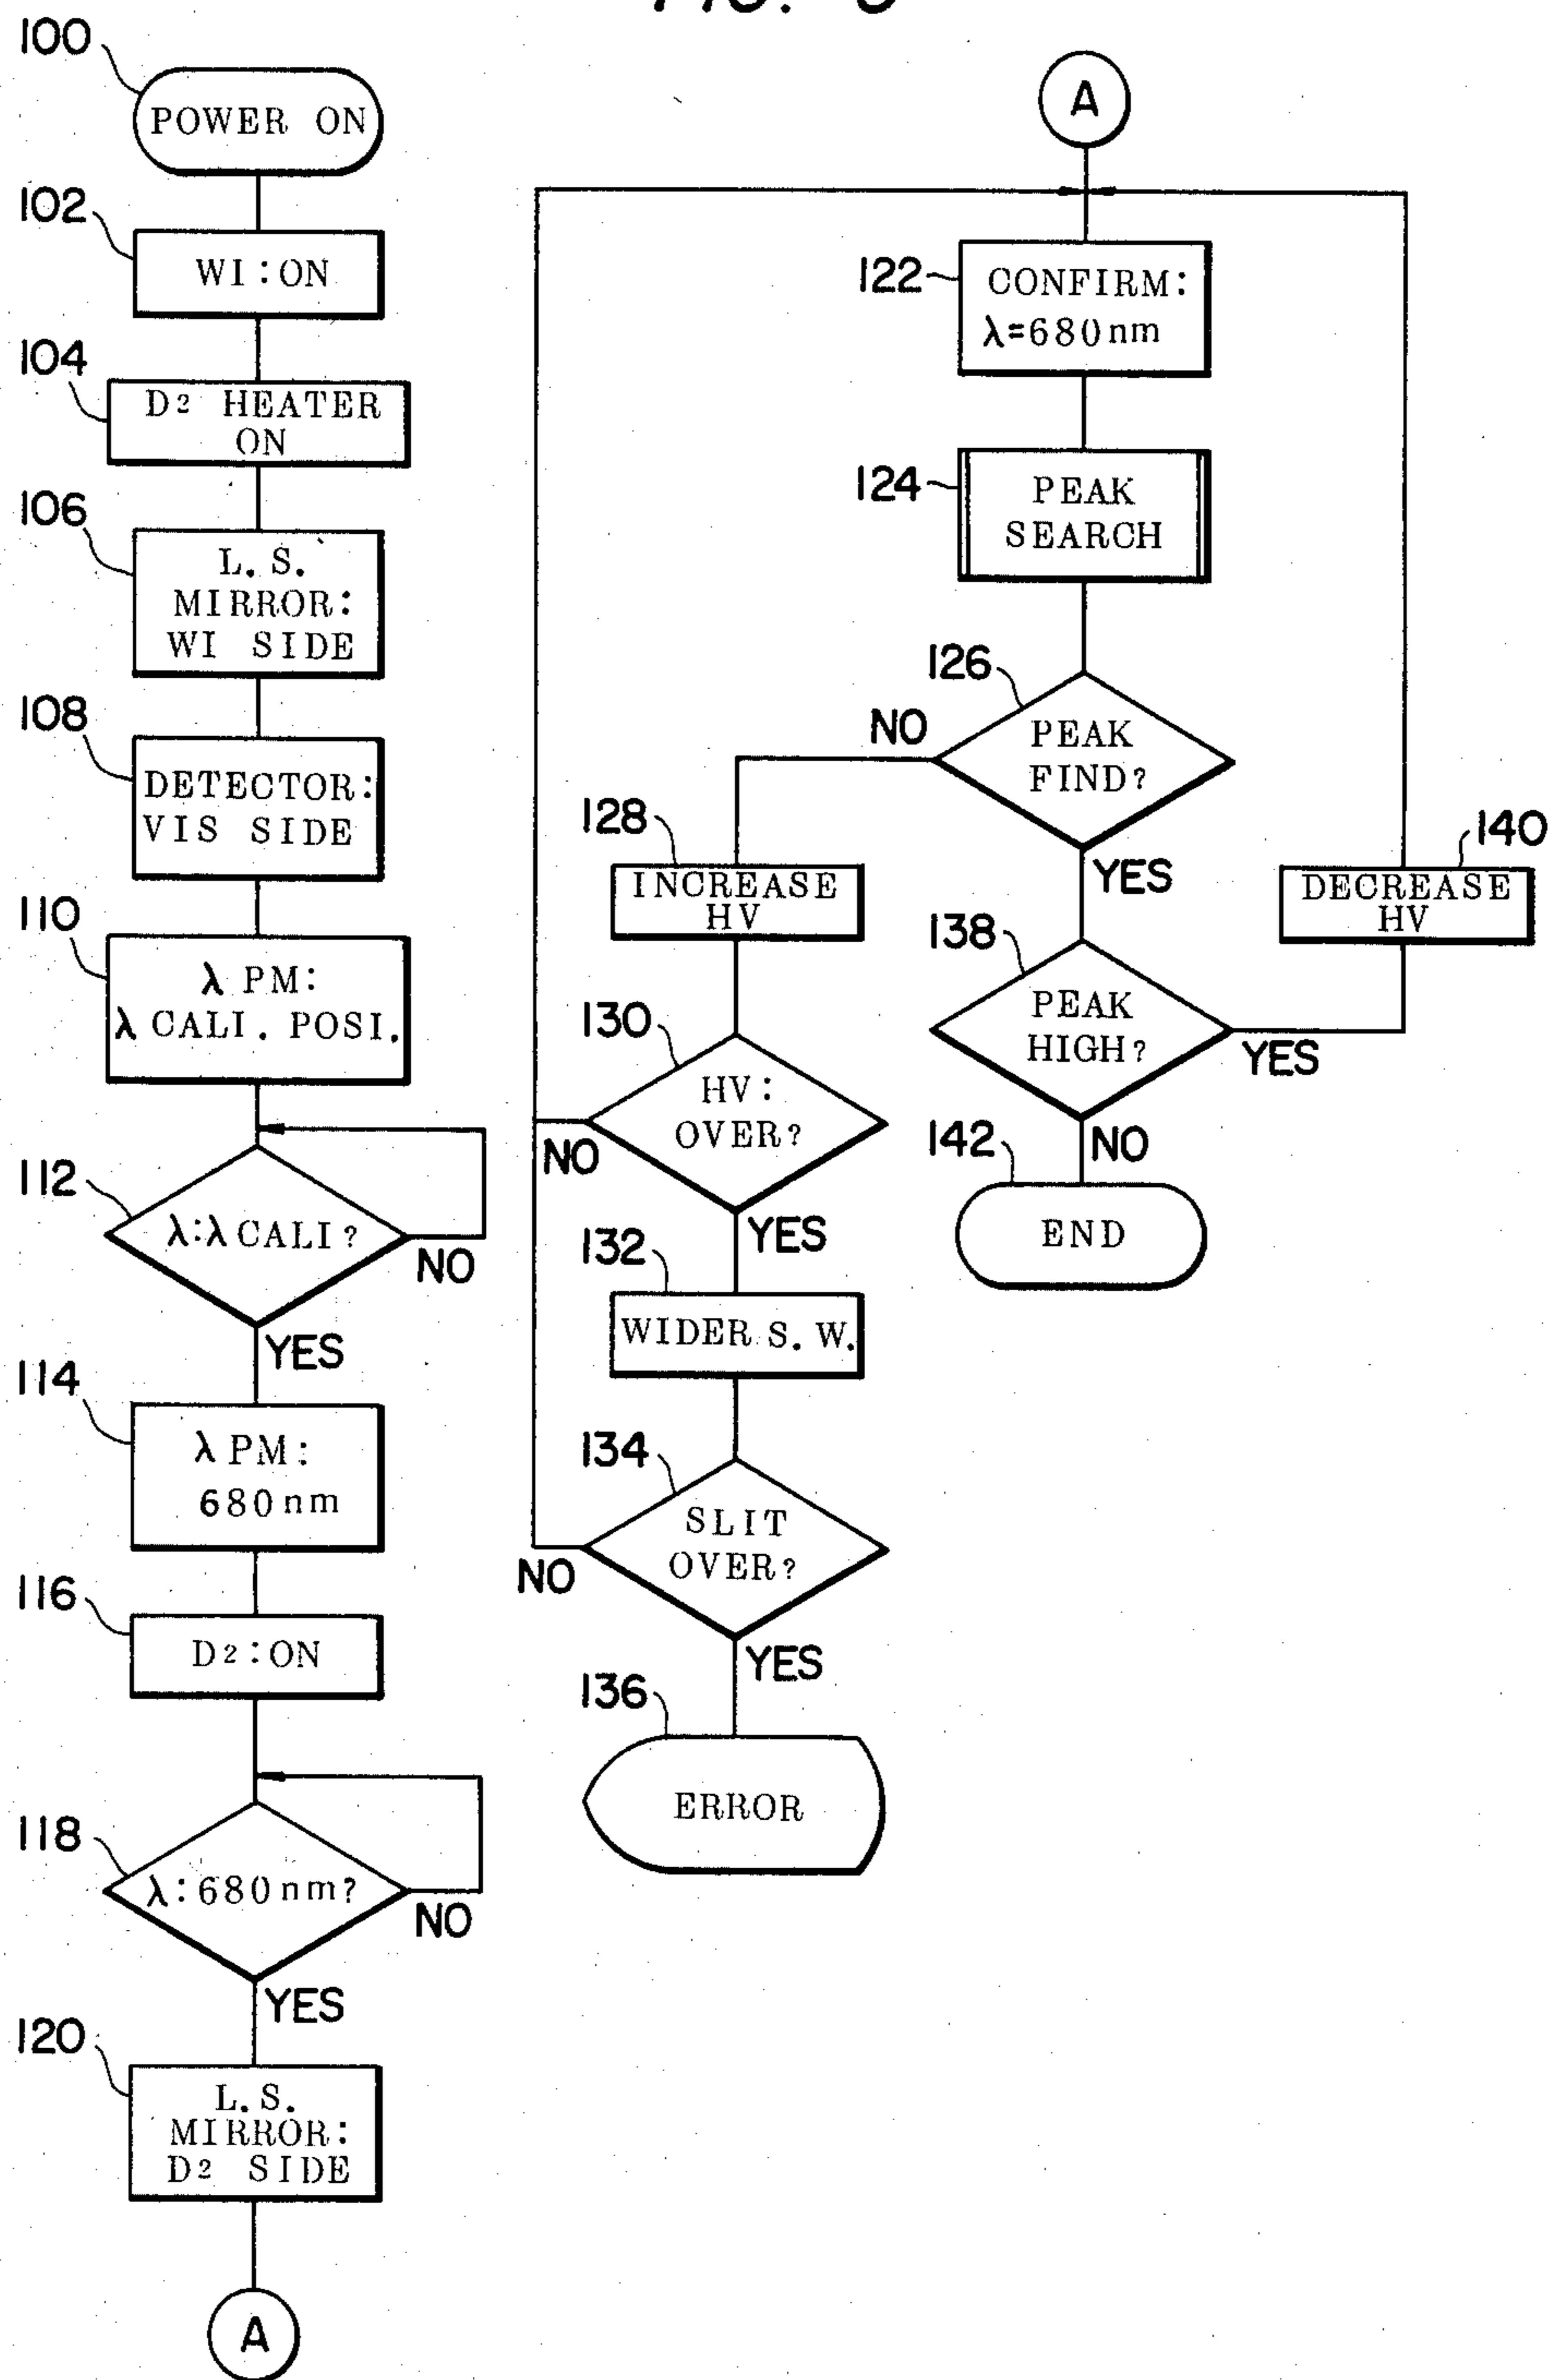 100
POWER ON
102
WI:ON
104
D2 HEATER
ON
106
L. S.
MIRROR:
WI SIDE
108
DETECTOR:
VIS SIDE
110
λ PM:
λ CALI. POSI.
112
λ:λ CALI?
NO
YES
114
λ PM:
680nm
116
D2:ON
118
λ:680nm?
NO
YES
120
L.S.
MIRROR:
D2 SIDE
A
A
122
CONFIRM:
λ=680nm
124
PEAK
SEARCH
126
NO
PEAK
FIND?
YES
128
INCREASE
HV
130
HV:
OVER?
NO
YES
132
WIDER S. W.
134
SLIT
OVER?
NO
YES
136
ERROR
138
PEAK
HIGH?
YES
NO
140
DECREASE
HV
142
END